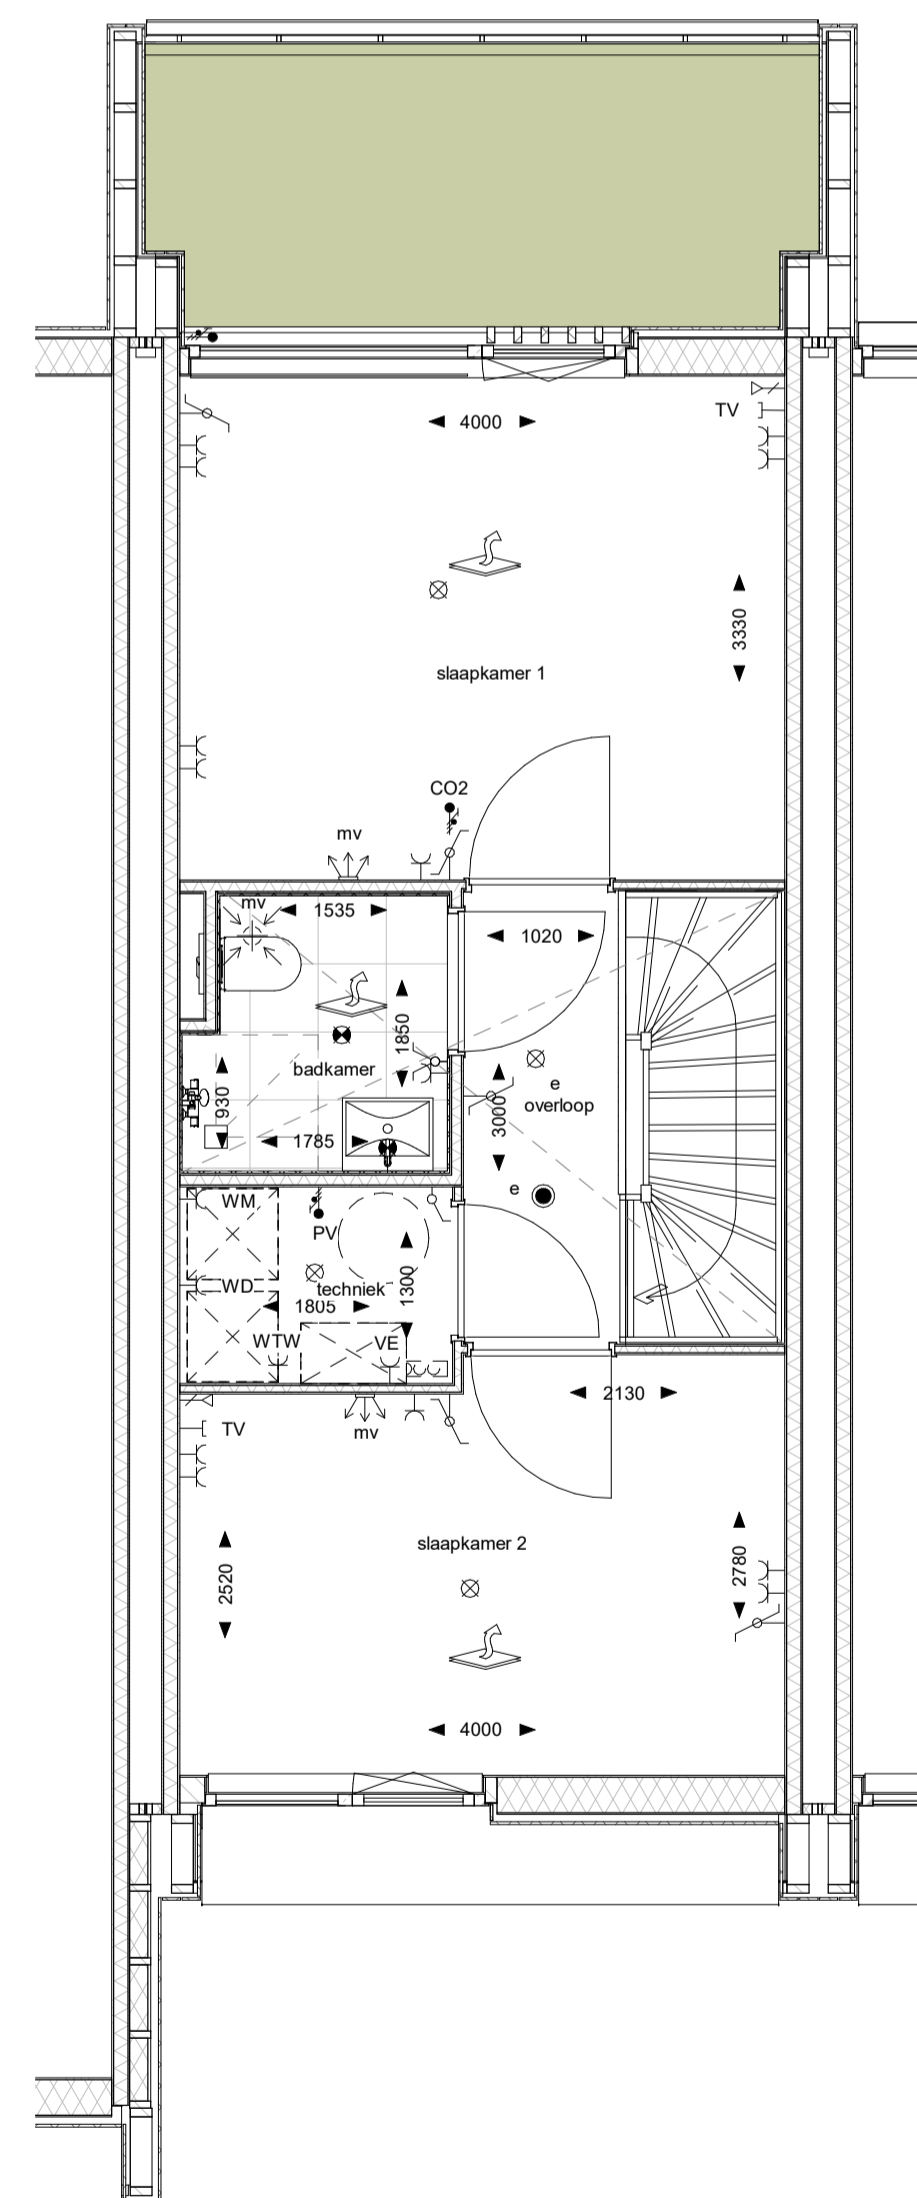 4000
TV
3330
slaapkamer 1
CO2
mv
mv
1535
1020
1850
badkamer
e
overloop
930
3000
1785
e
WM
PV
WD
techniek
1300
1805
WTW
VE
2130
TV
mv
slaapkamer 2
2520
2780
4000